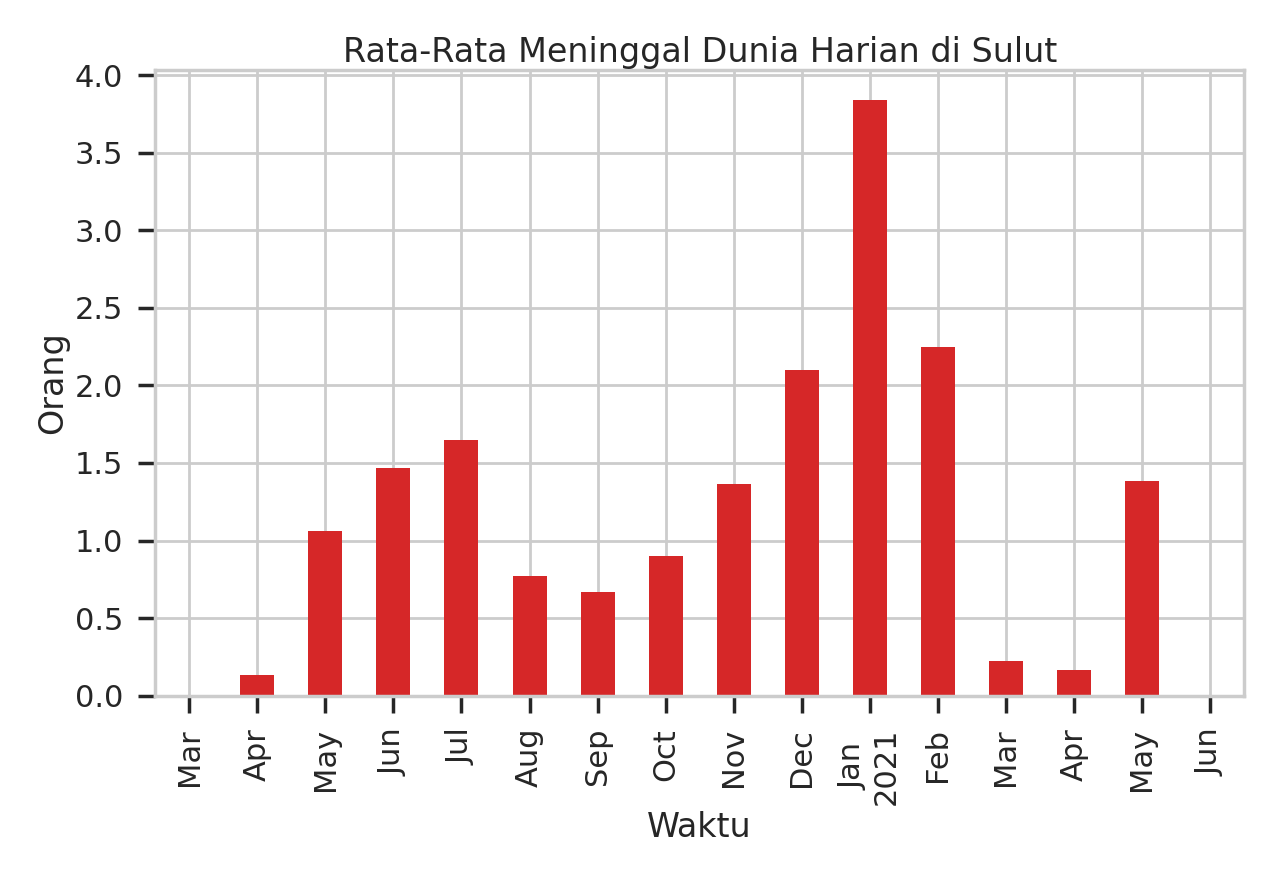 Rata-Rata Meninggal Dunia Harian di Sulut
4.0
3.5
3.0
2.5
2.0
1.5
1.0
0.5
0.0
Orang
Mar
Apr
May
Jun
Jul
Aug
Sep
Oct
Nov
Dec
Jan
2021
Feb
Mar
Apr
May
Jun
Waktu